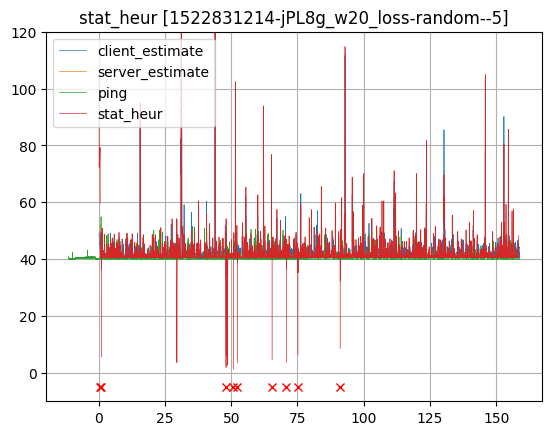 stat_heur [1522831214-jPL8g_w20_loss-random--5]
client_estimate
server_estimate
ping
stat_heur
120
100
80
60
40
20
0
0 25 50 75 100 125 150